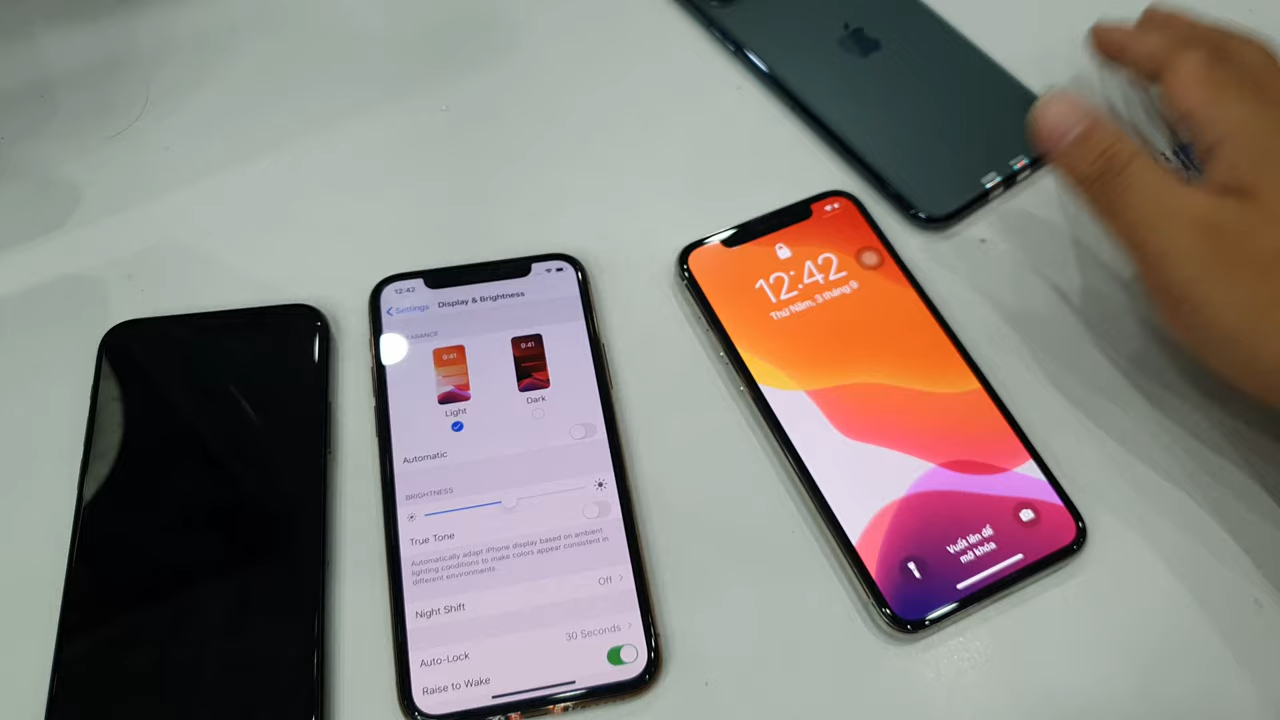 12:42
Settings
Display & Brightness
ARANCE
9:41
9:41
Light
Dark
Automatic
BRIGHTNESS
True Tone
Automatically adapt iPhone display based on ambient
lighting conditions to make colors appear consistent in
different environments.
Night Shift
Off
Auto-Lock
30 Seconds
Raise to Wake
12:42
Thứ Năm, 3 tháng 9
Vuốt lên để
mở khóa